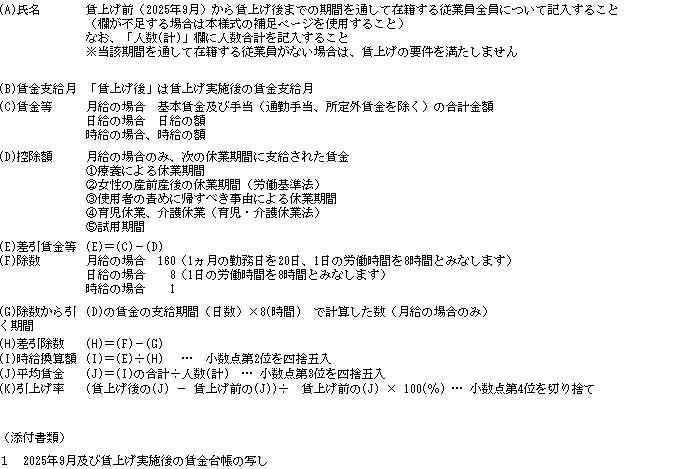 (A)氏名　賃上げ前（2025年9月）から賃上げ後までの期間を通して在籍する従業員全員について記入すること
（欄が不足する場合は本様式の補足ページを使用すること）
なお、「人数(計)」欄に人数合計を記入すること
※当該期間を通して在籍する従業員がない場合は、賃上げの要件を満たしません
(B)賃金支給月　「賃上げ後」は賃上げ実施後の賃金支給月
(C)賃金等　月給の場合　基本賃金及び手当（通勤手当、所定外賃金を除く）の合計金額
日給の場合　日給の額
時給の場合、時給の額
(D)控除額　月給の場合のみ、次の休業期間に支給された賃金
①療養による休業期間
②女性の産前産後の休業期間（労働基準法）
③使用者の責めに帰すべき事由による休業期間
④育児休業、介護休業（育児・介護休業法）
⑤試用期間
(E)差引賃金等　(E)＝(C)－(D)
(F)除数　月給の場合　160（1ヵ月の勤務日を20日、1日の労働時間を8時間とみなします）
日給の場合　8（1日の労働時間を8時間とみなします）
時給の場合　1
(G)除数から引く期間　(D)の賃金の支給期間（日数）×8(時間)　で計算した数（月給の場合のみ）
(H)差引除数　(H)＝(F)－(G)
(I)時給換算額　(I)＝(E)÷(H)　…　小数点第2位を四捨五入
(J)平均賃金　(J)＝(I)の合計÷人数(計)　…　小数点第3位を四捨五入
(K)引上げ率　(賃上げ後の(J)　－　賃上げ前の(J))÷　賃上げ前の(J)　×　100(%)　…　小数点第4位を切り捨て
（添付書類）
1　2025年9月及び賃上げ実施後の賃金台帳の写し